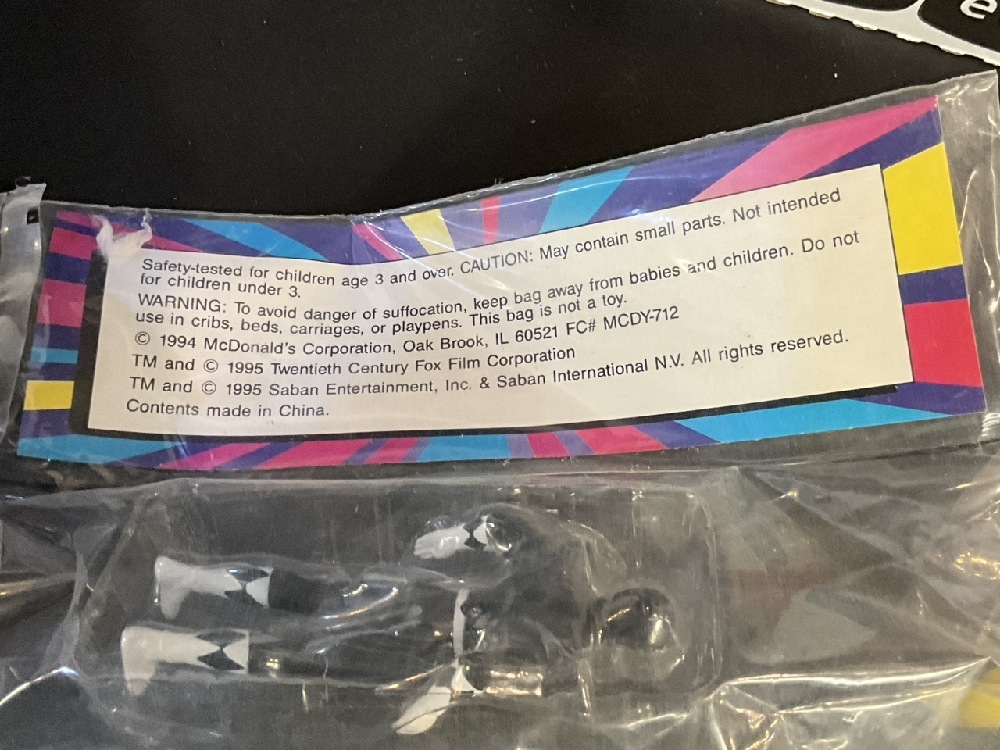 e
Safety-tested for children age 3 and over. CAUTION: May contain small parts. Not intended
for children under 3.
WARNING: To avoid danger of suffocation, keep bag away from babies and children. Do not
use in cribs, beds, carriages, or playpens. This bag is not a toy.
© 1994 McDonald's Corporation, Oak Brook, IL 60521 FC# MCDY-712
TM and © 1995 Twentieth Century Fox Film Corporation
TM and © 1995 Saban Entertainment, Inc. & Saban International N.V. All rights reserved.
Contents made in China.